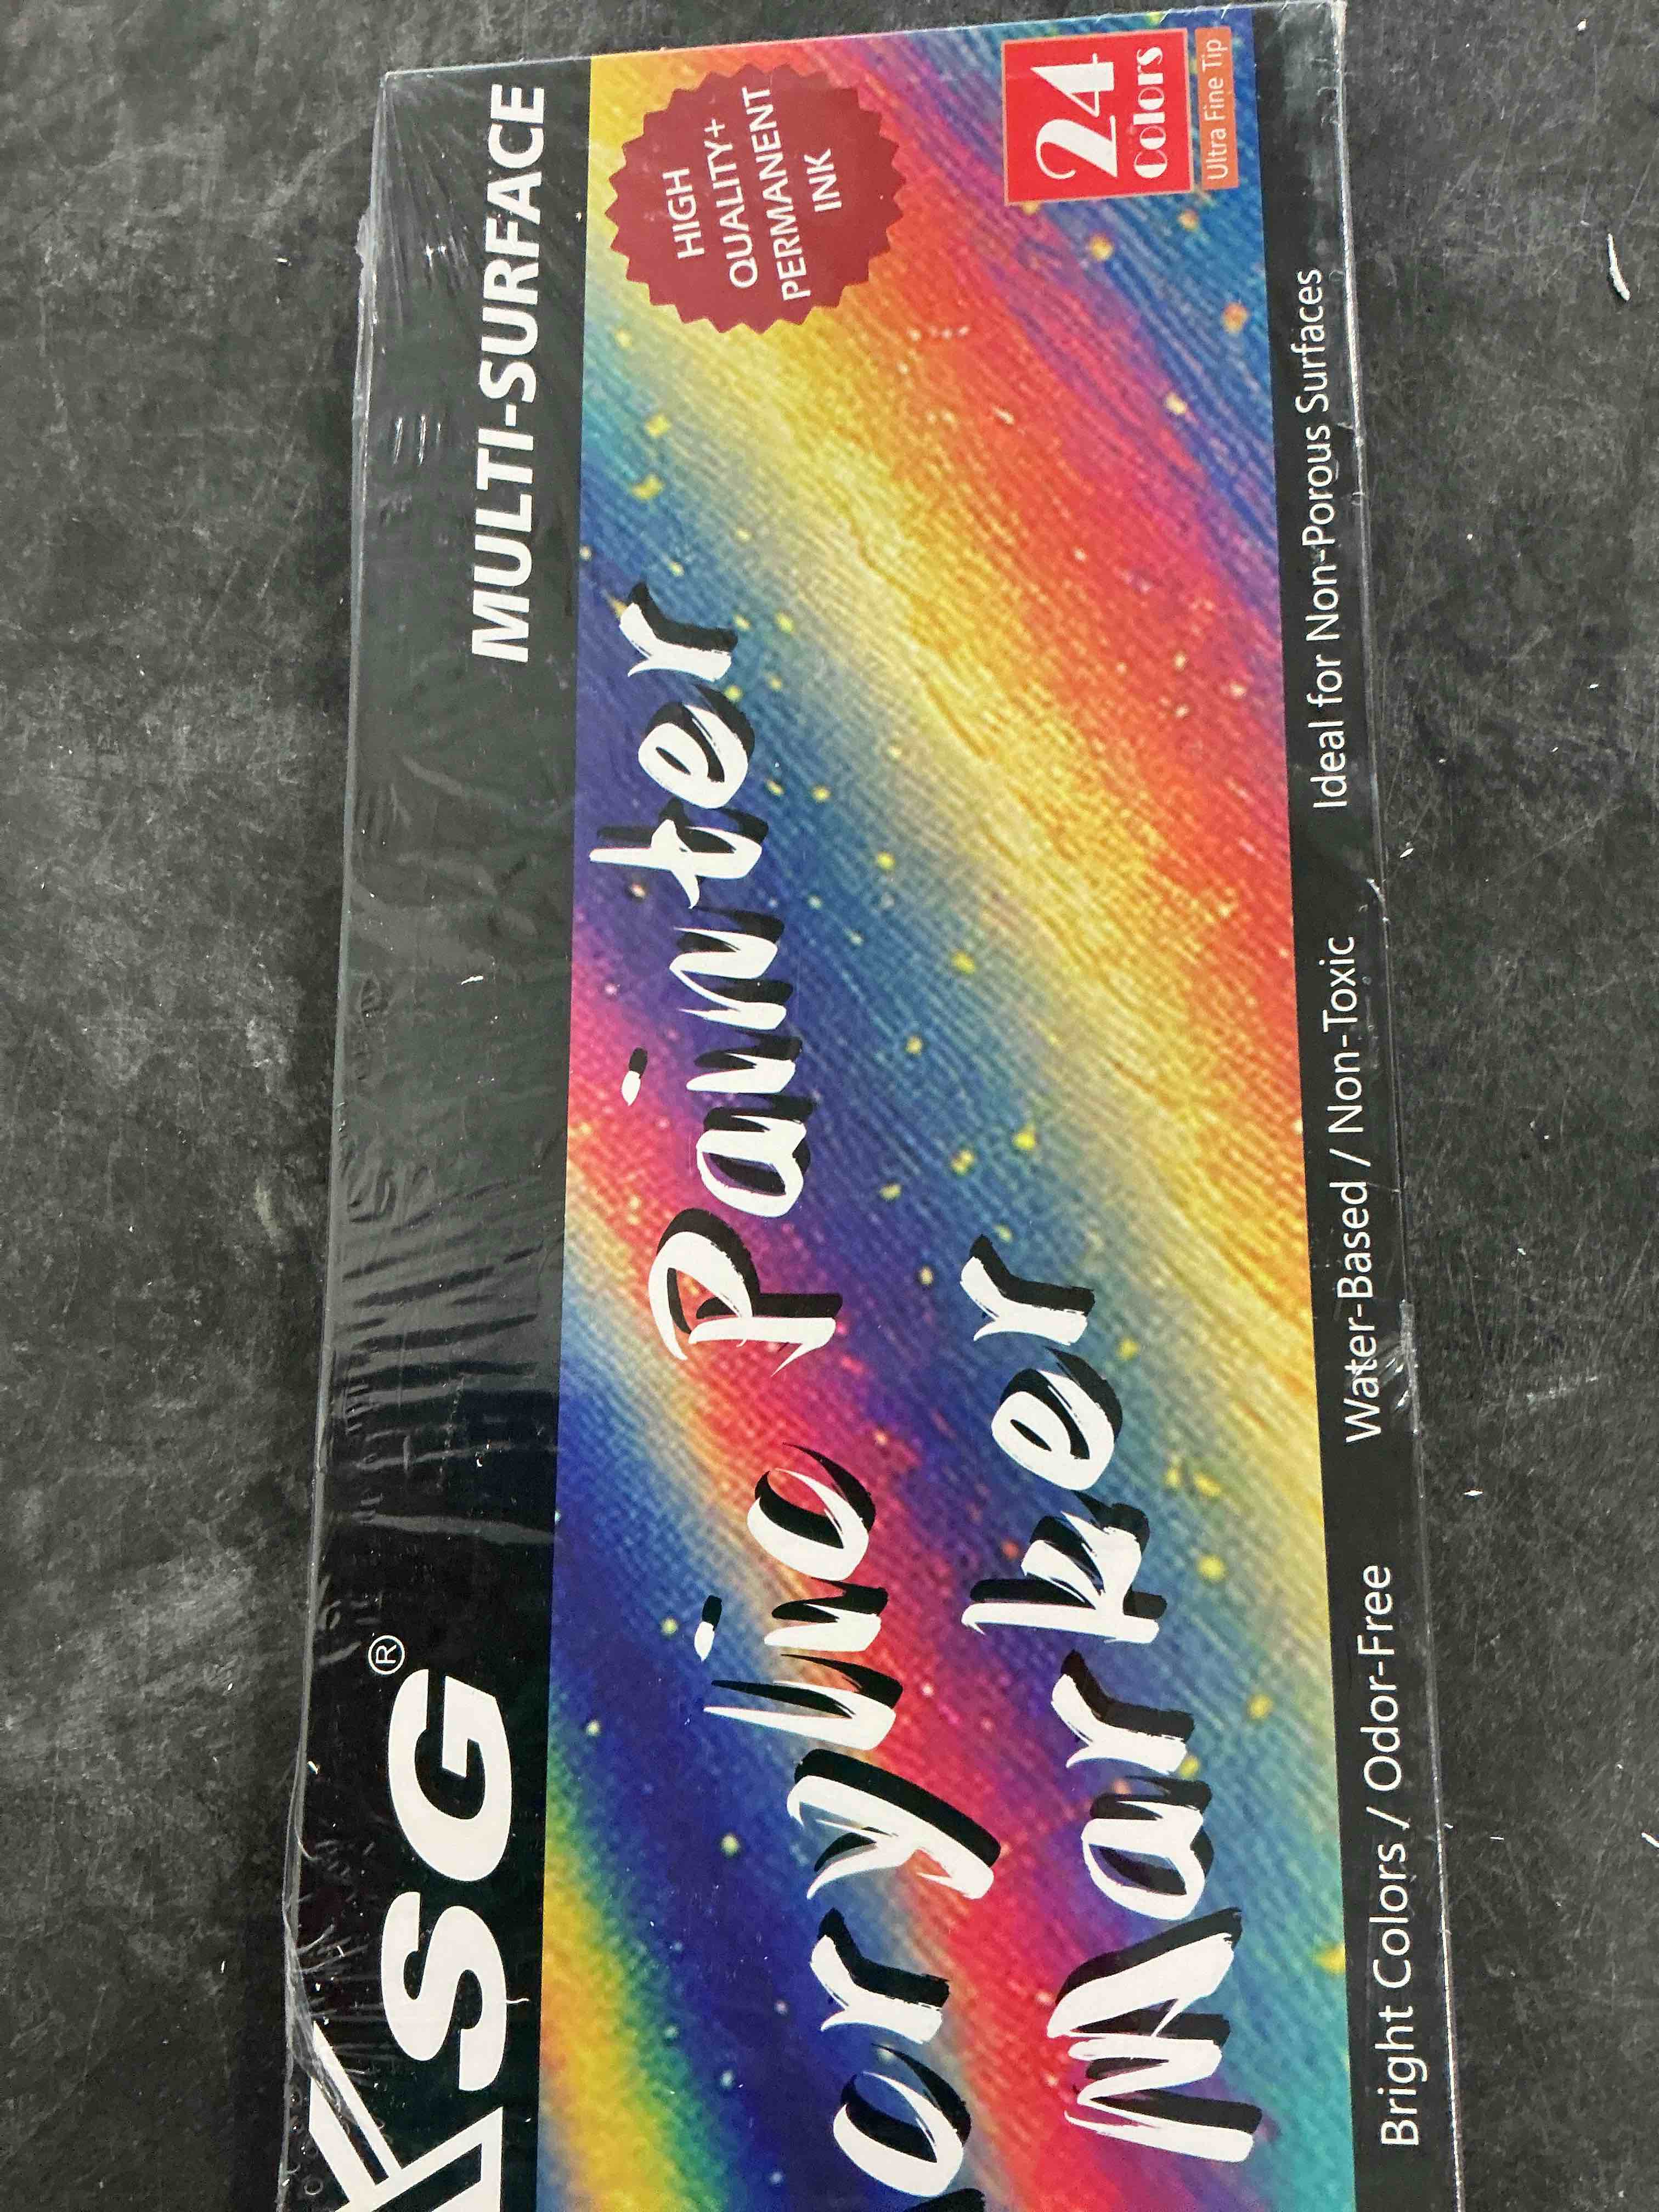 SG®
MULTI-SURFACE
HIGH
QUALITY+
PERMANENT
INK
crylic Painter
Marker
24
Colors
Ultra Fine Tip
Bright Colors / Odor-Free
Water-Based / Non-Toxic
Ideal for Non-Porous Surfaces